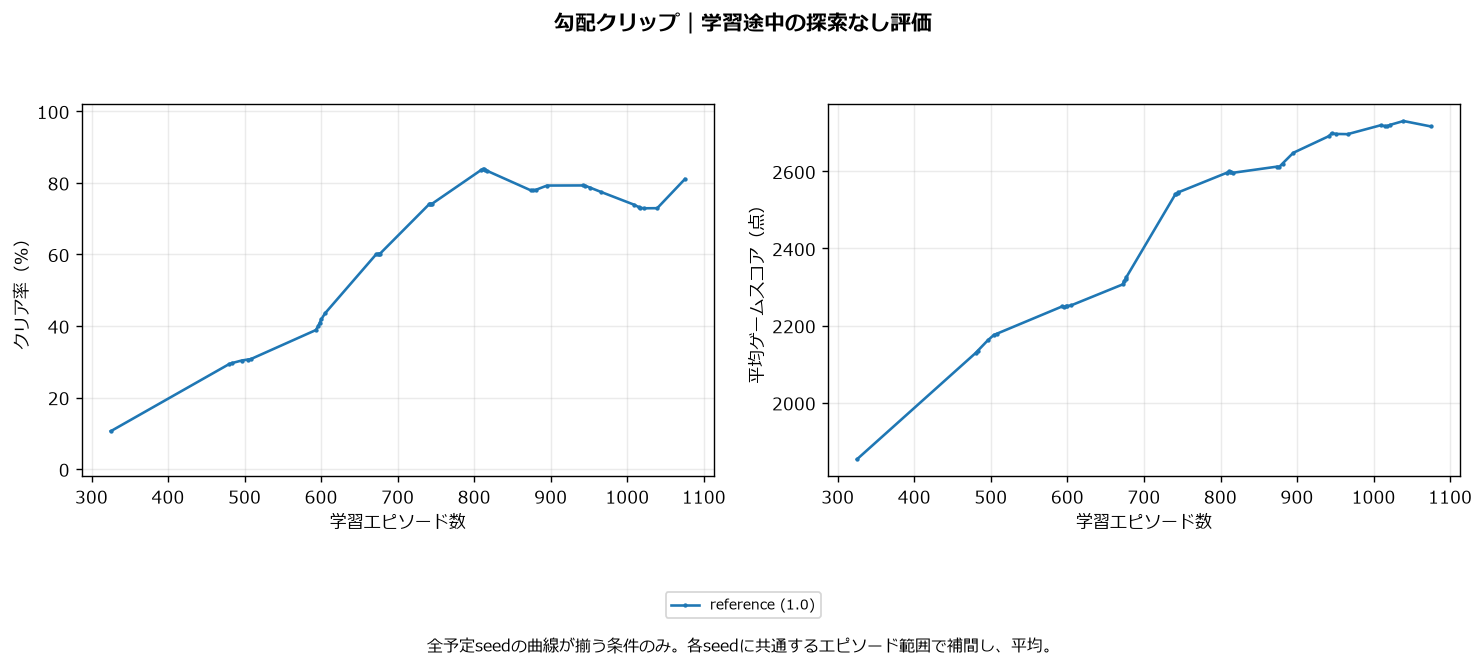 勾配クリップ｜学習途中の探索なし評価
100
80
60
40
20
0
クリア率（%）
300 400 500 600 700 800 900 1000 1100
学習エピソード数
2600
2400
2200
2000
平均ゲームスコア（点）
300 400 500 600 700 800 900 1000 1100
学習エピソード数
reference (1.0)
全予定seedの曲線が揃う条件のみ。各seedに共通するエピソード範囲で補間し、平均。